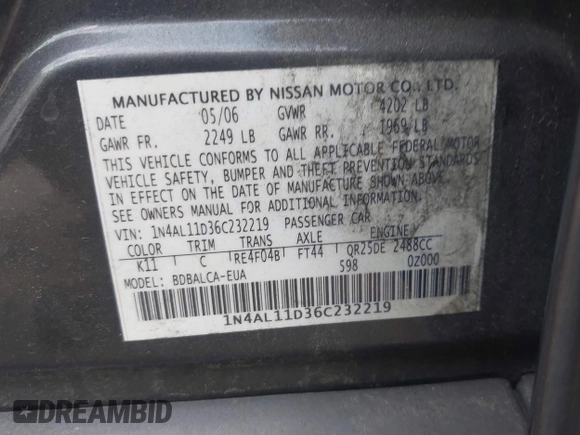 MANUFACTURED BY NISSAN MOTOR CO., LTD.
DATE 05/06 GVWR 4202 LB
GAWR FR. 2249 LB GAWR RR. 1969 LB
THIS VEHICLE CONFORMS TO ALL APPLICABLE FEDERAL MOTOR
VEHICLE SAFETY, BUMPER AND THEFT PREVENTION STANDARDS
IN EFFECT ON THE DATE OF MANUFACTURE SHOWN ABOVE.
SEE OWNERS MANUAL FOR ADDITIONAL INFORMATION.
VIN: 1N4AL11D36C232219 PASSENGER CAR
COLOR TRIM TRANS AXLE ENGINE
K11 C RE4F04B FT44 QR25DE 2488CC
MODEL: BDBALCA-EUA 598 0Z000
1N4AL11D36C232219
DREAMBID